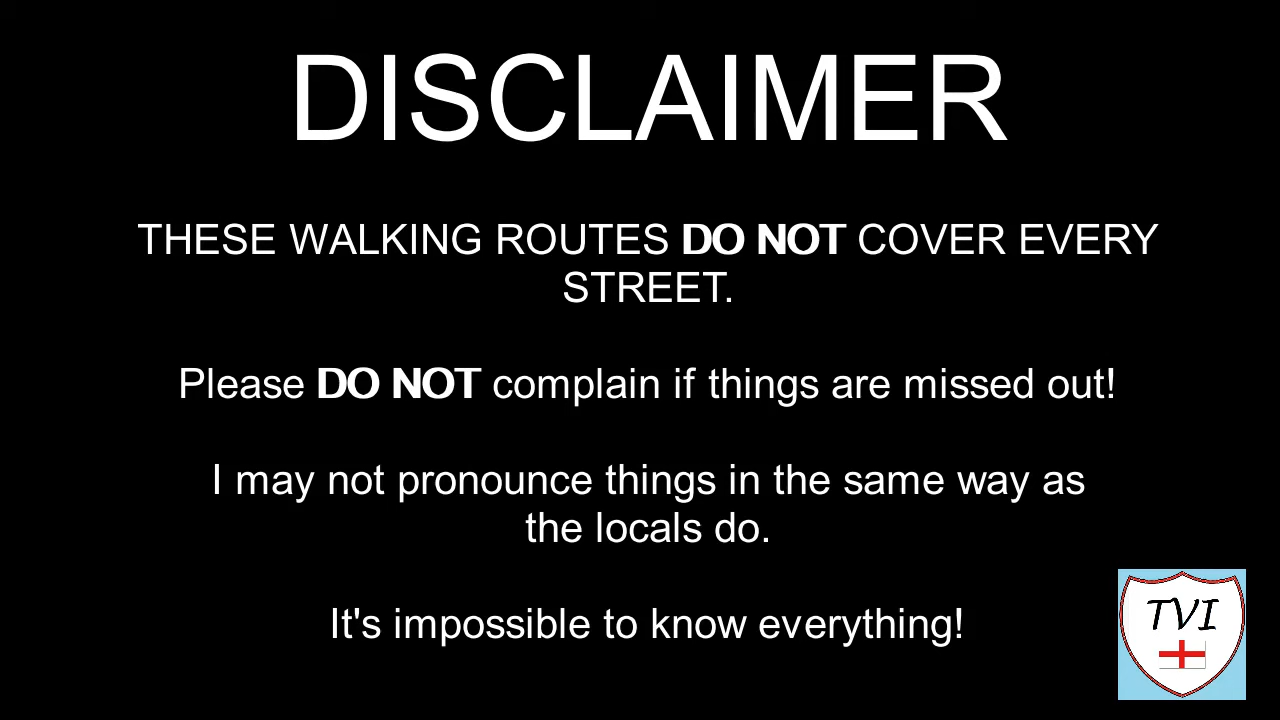 DISCLAIMER
THESE WALKING ROUTES DO NOT COVER EVERY
STREET.
Please DO NOT complain if things are missed out!
I may not pronounce things in the same way as
the locals do.
It's impossible to know everything!
TVI